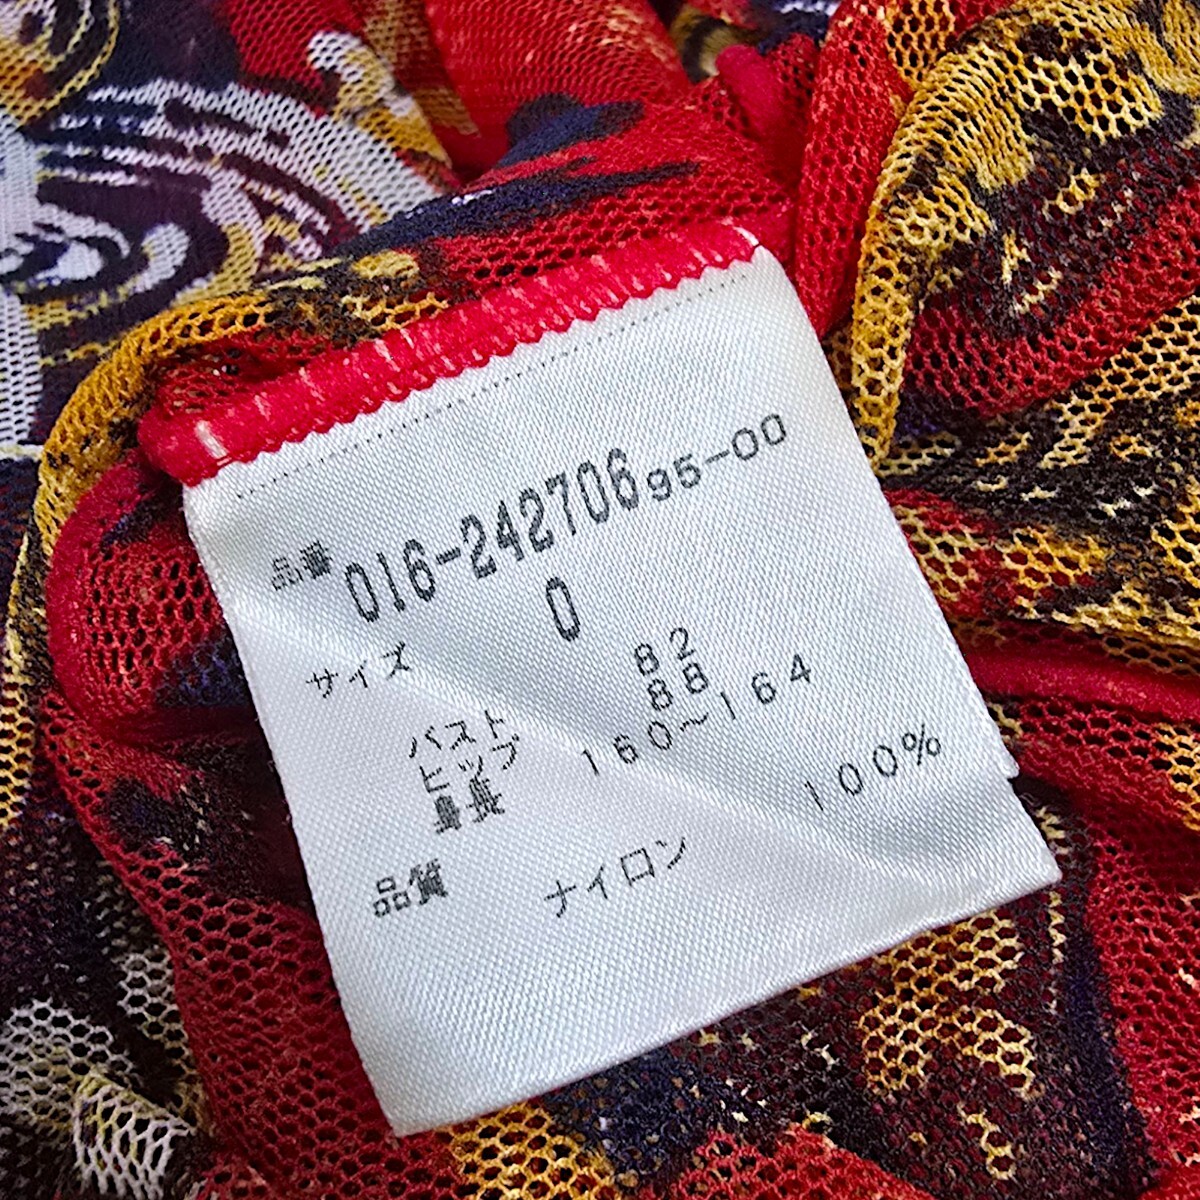 品番 016-242706 95-00
サイズ 0
バスト 82
ヒップ 88
身長 160~164
品質 ナイロン 100%